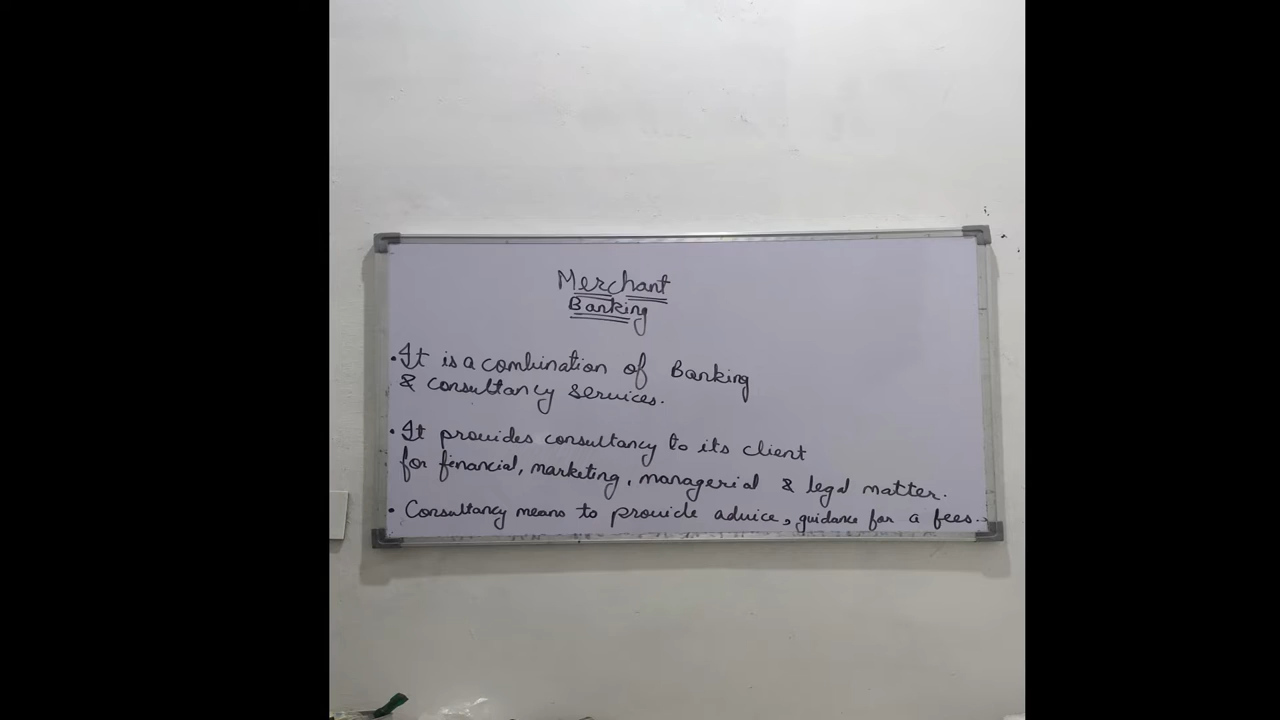 Merchant
Banking
• It is a combination of Banking
& consultancy services.
• It provides consultancy to its client
for financial, marketing, managerial & legal matter.
• Consultancy means to provide advice, guidance for a fees.